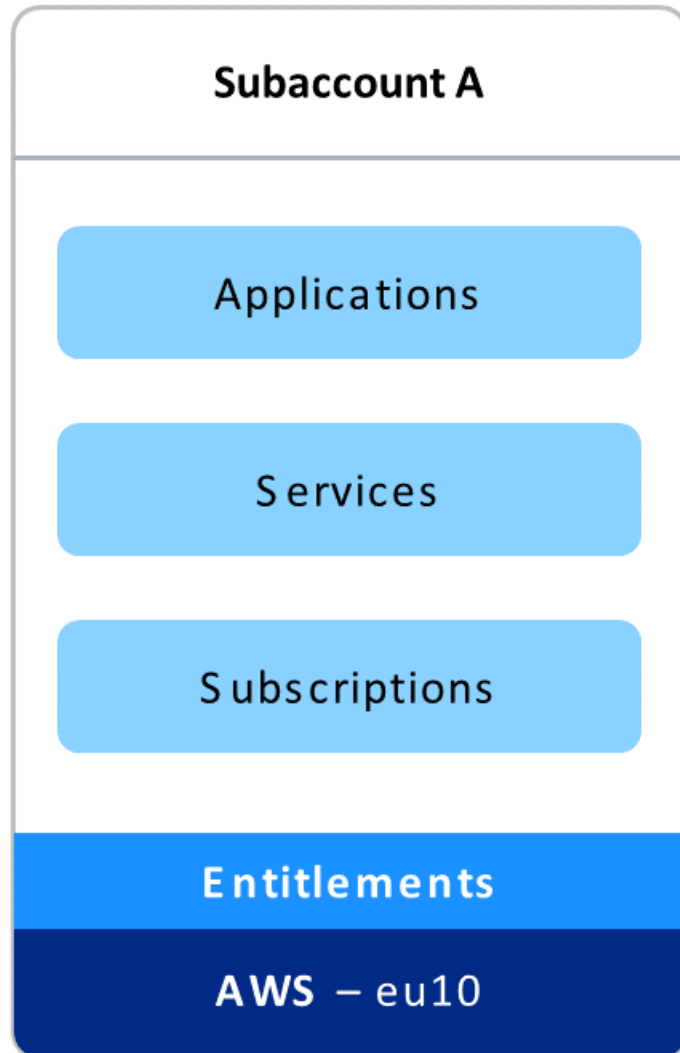 Subaccount A
Applications
Services
Subscriptions
Entitlements
AWS – eu10